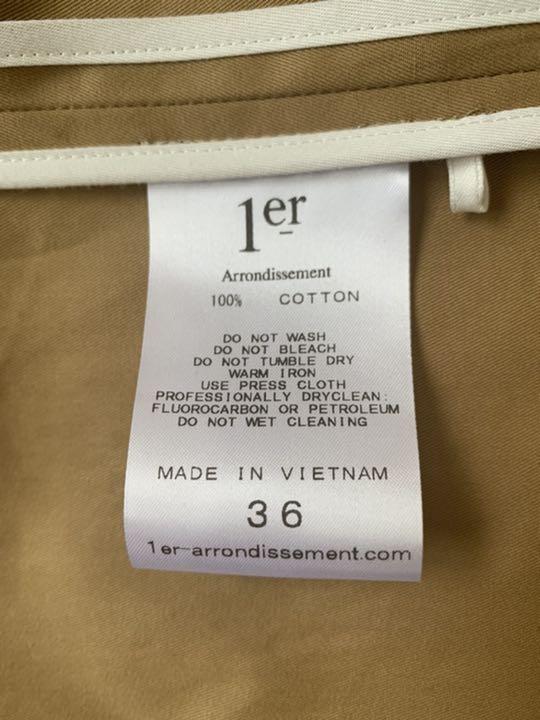 1er
Arrondissement
100% COTTON
DO NOT WASH
DO NOT BLEACH
DO NOT TUMBLE DRY
WARM IRON
USE PRESS CLOTH
PROFESSIONALLY DRYCLEAN:
FLUOROCARBON OR PETROLEUM
DO NOT WET CLEANING
MADE IN VIETNAM
36
1er-arrondissement.com